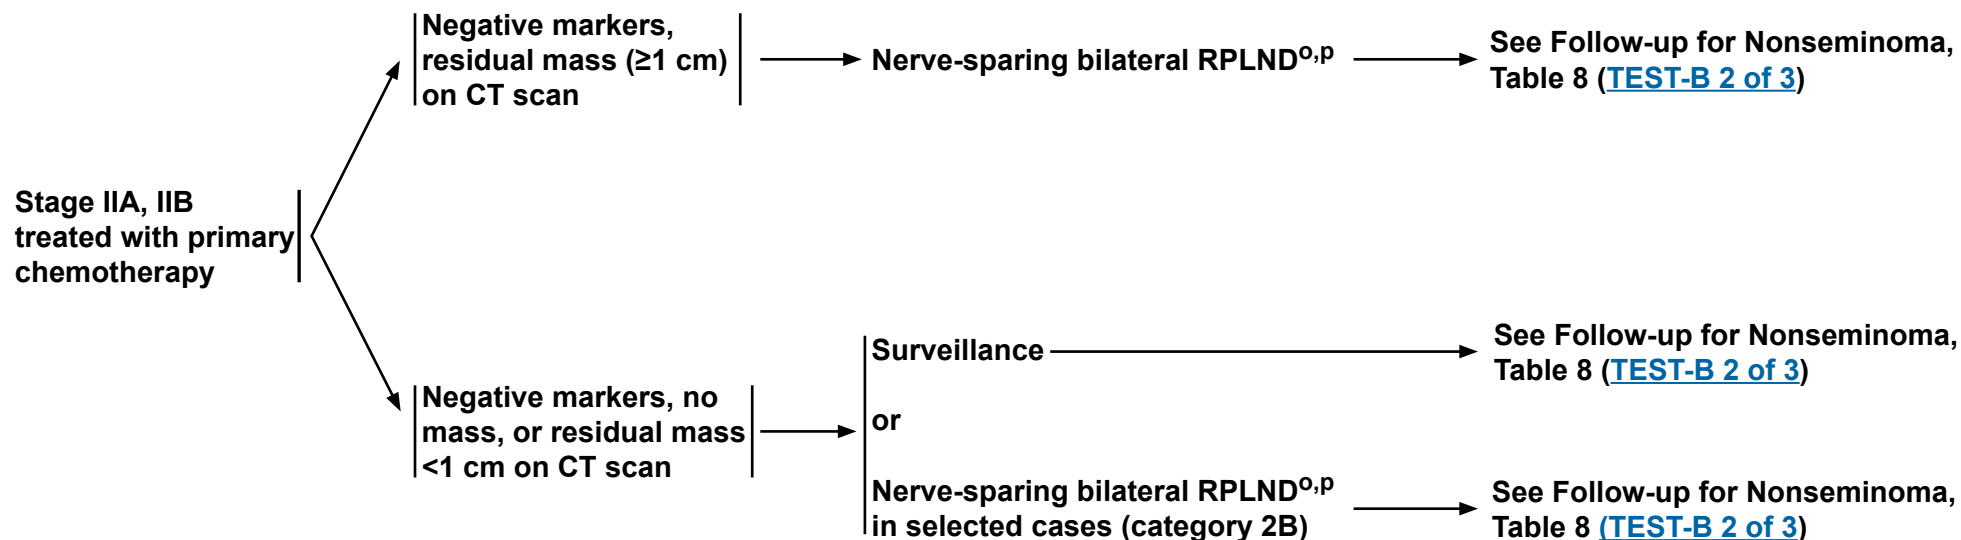 Stage IIA, IIB
treated with primary
chemotherapy
Negative markers,
residual mass (≥1 cm)
on CT scan
Nerve-sparing bilateral RPLNDo,p
See Follow-up for Nonseminoma,
Table 8 (TEST-B 2 of 3)
Negative markers, no
mass, or residual mass
<1 cm on CT scan
Surveillance
See Follow-up for Nonseminoma,
Table 8 (TEST-B 2 of 3)
or
Nerve-sparing bilateral RPLNDo,p
in selected cases (category 2B)
See Follow-up for Nonseminoma,
Table 8 (TEST-B 2 of 3)